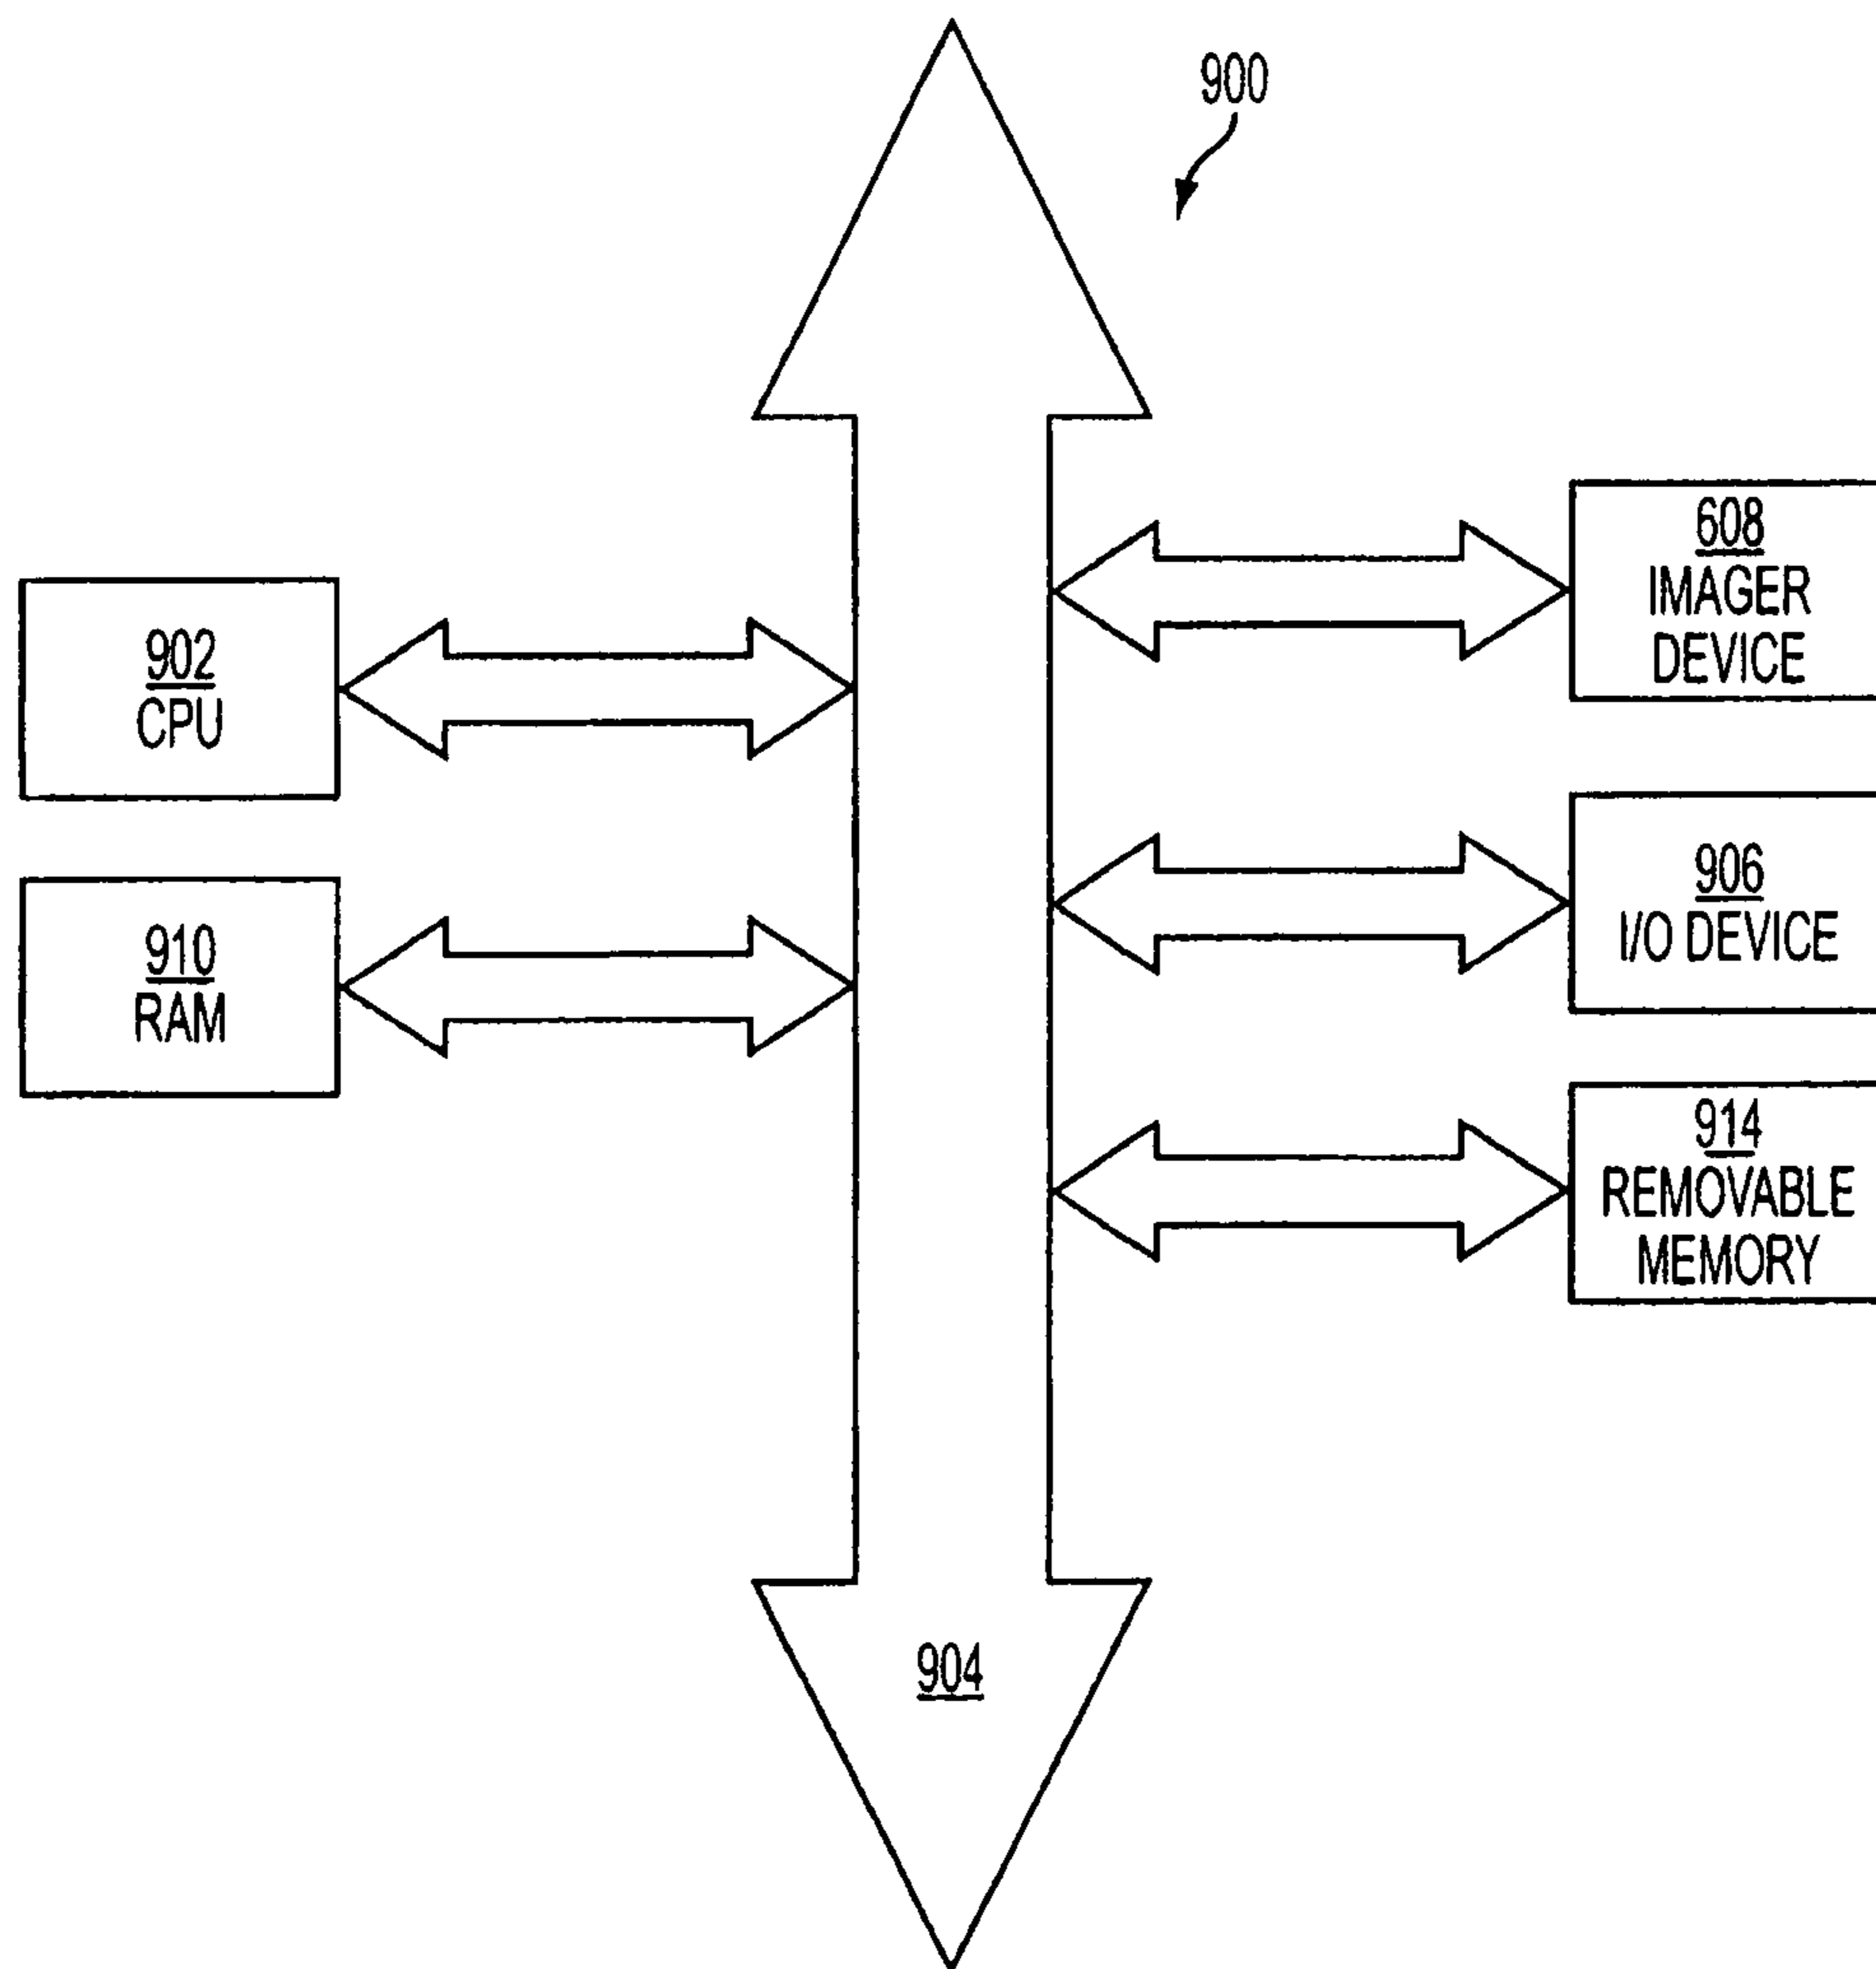 900
608
IMAGER
DEVICE
902
CPU
906
I/O DEVICE
910
RAM
914
REMOVABLE
MEMORY
904